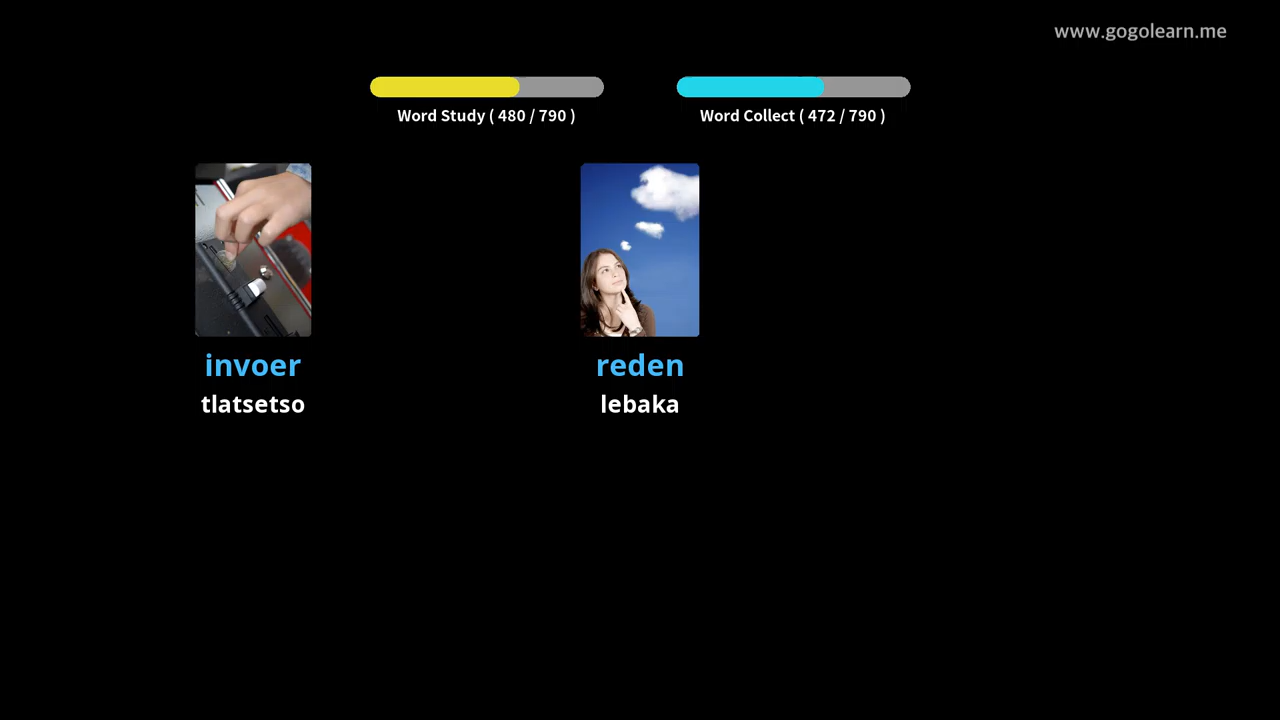 www.gogolearn.me
Word Study ( 480 / 790 )
Word Collect ( 472 / 790 )
invoer
tlatsetso
reden
lebaka